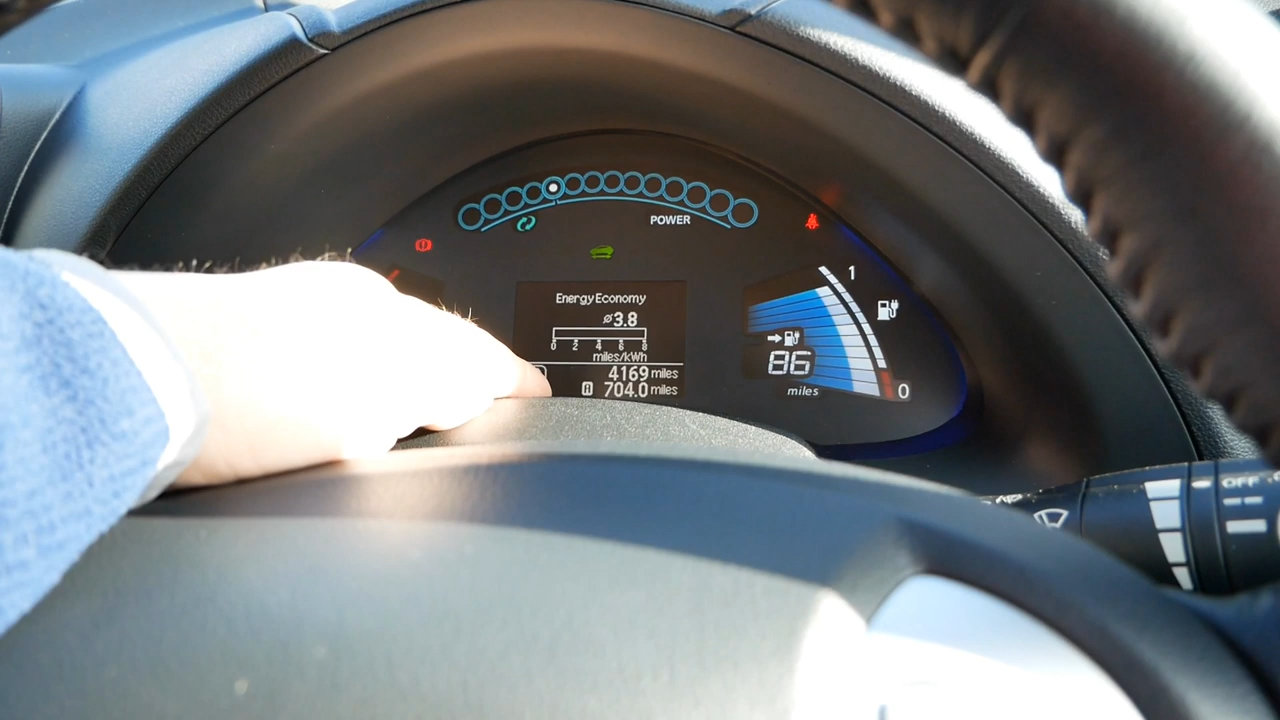 POWER
1
Energy Economy
⌀3.8
0 2 4 6 8
miles/kWh
86
4169 miles
A 704.0 miles
miles
0
OFF